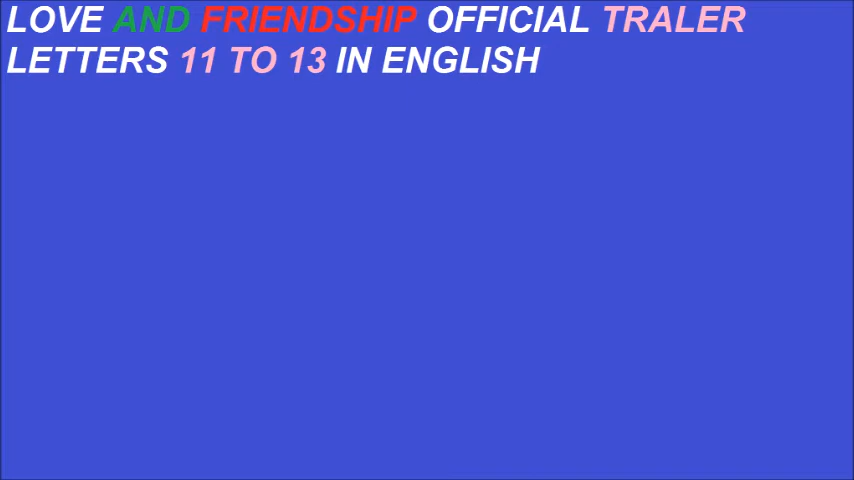 LOVE AND FRIENDSHIP OFFICIAL TRALER
LETTERS 11 TO 13 IN ENGLISH